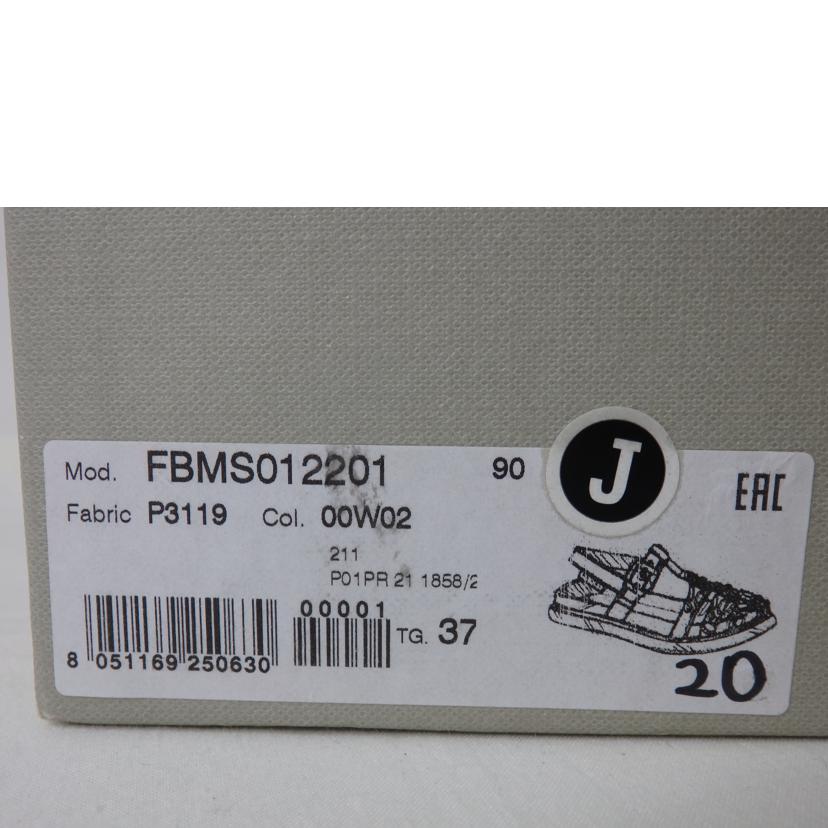 Mod. FBMS012201 90
J
EAC
Fabric P3119 Col. 00W02
211
P01PR 21 1858/2
00001
8 051169 250630
TG. 37
20